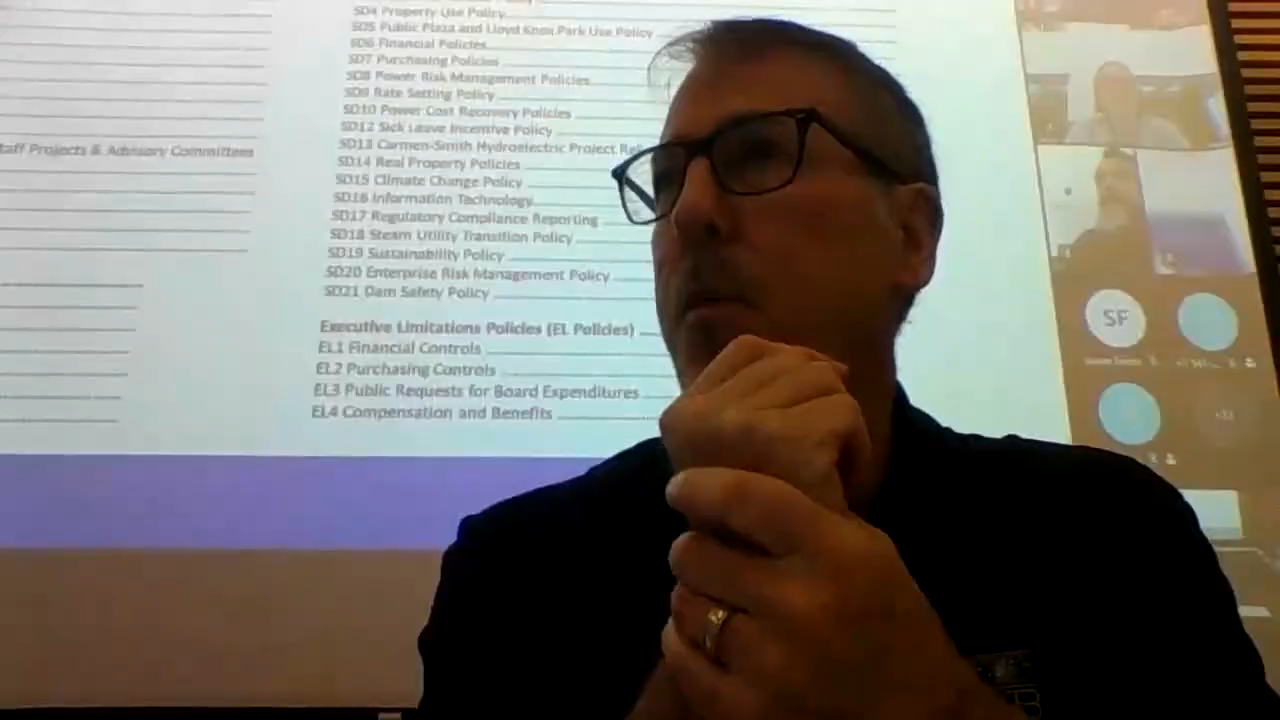 Staff Projects & Advisory Committees
SD4 Property Use Policy
SD5 Public Plaza and Lloyd Knox Park Use Policy
SD6 Financial Policies
SD7 Purchasing Policies
SD8 Power Risk Management Policies
SD9 Rate Setting Policy
SD10 Power Cost Recovery Policies
SD12 Sick Leave Incentive Policy
SD13 Carmen-Smith Hydroelectric Project Rel
SD14 Real Property Policies
SD15 Climate Change Policy
SD16 Information Technology
SD17 Regulatory Compliance Reporting
SD18 Steam Utility Transition Policy
SD19 Sustainability Policy
SD20 Enterprise Risk Management Policy
SD21 Dam Safety Policy
Executive Limitations Policies (EL Policies)
EL1 Financial Controls
EL2 Purchasing Controls
EL3 Public Requests for Board Expenditures
EL4 Compensation and Benefits
SF